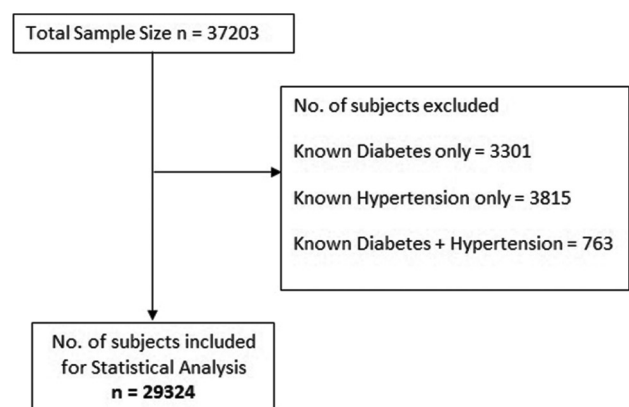 Total Sample Size n = 37203
No. of subjects excluded
Known Diabetes only = 3301
Known Hypertension only = 3815
Known Diabetes + Hypertension = 763
No. of subjects included
for Statistical Analysis
n = 29324